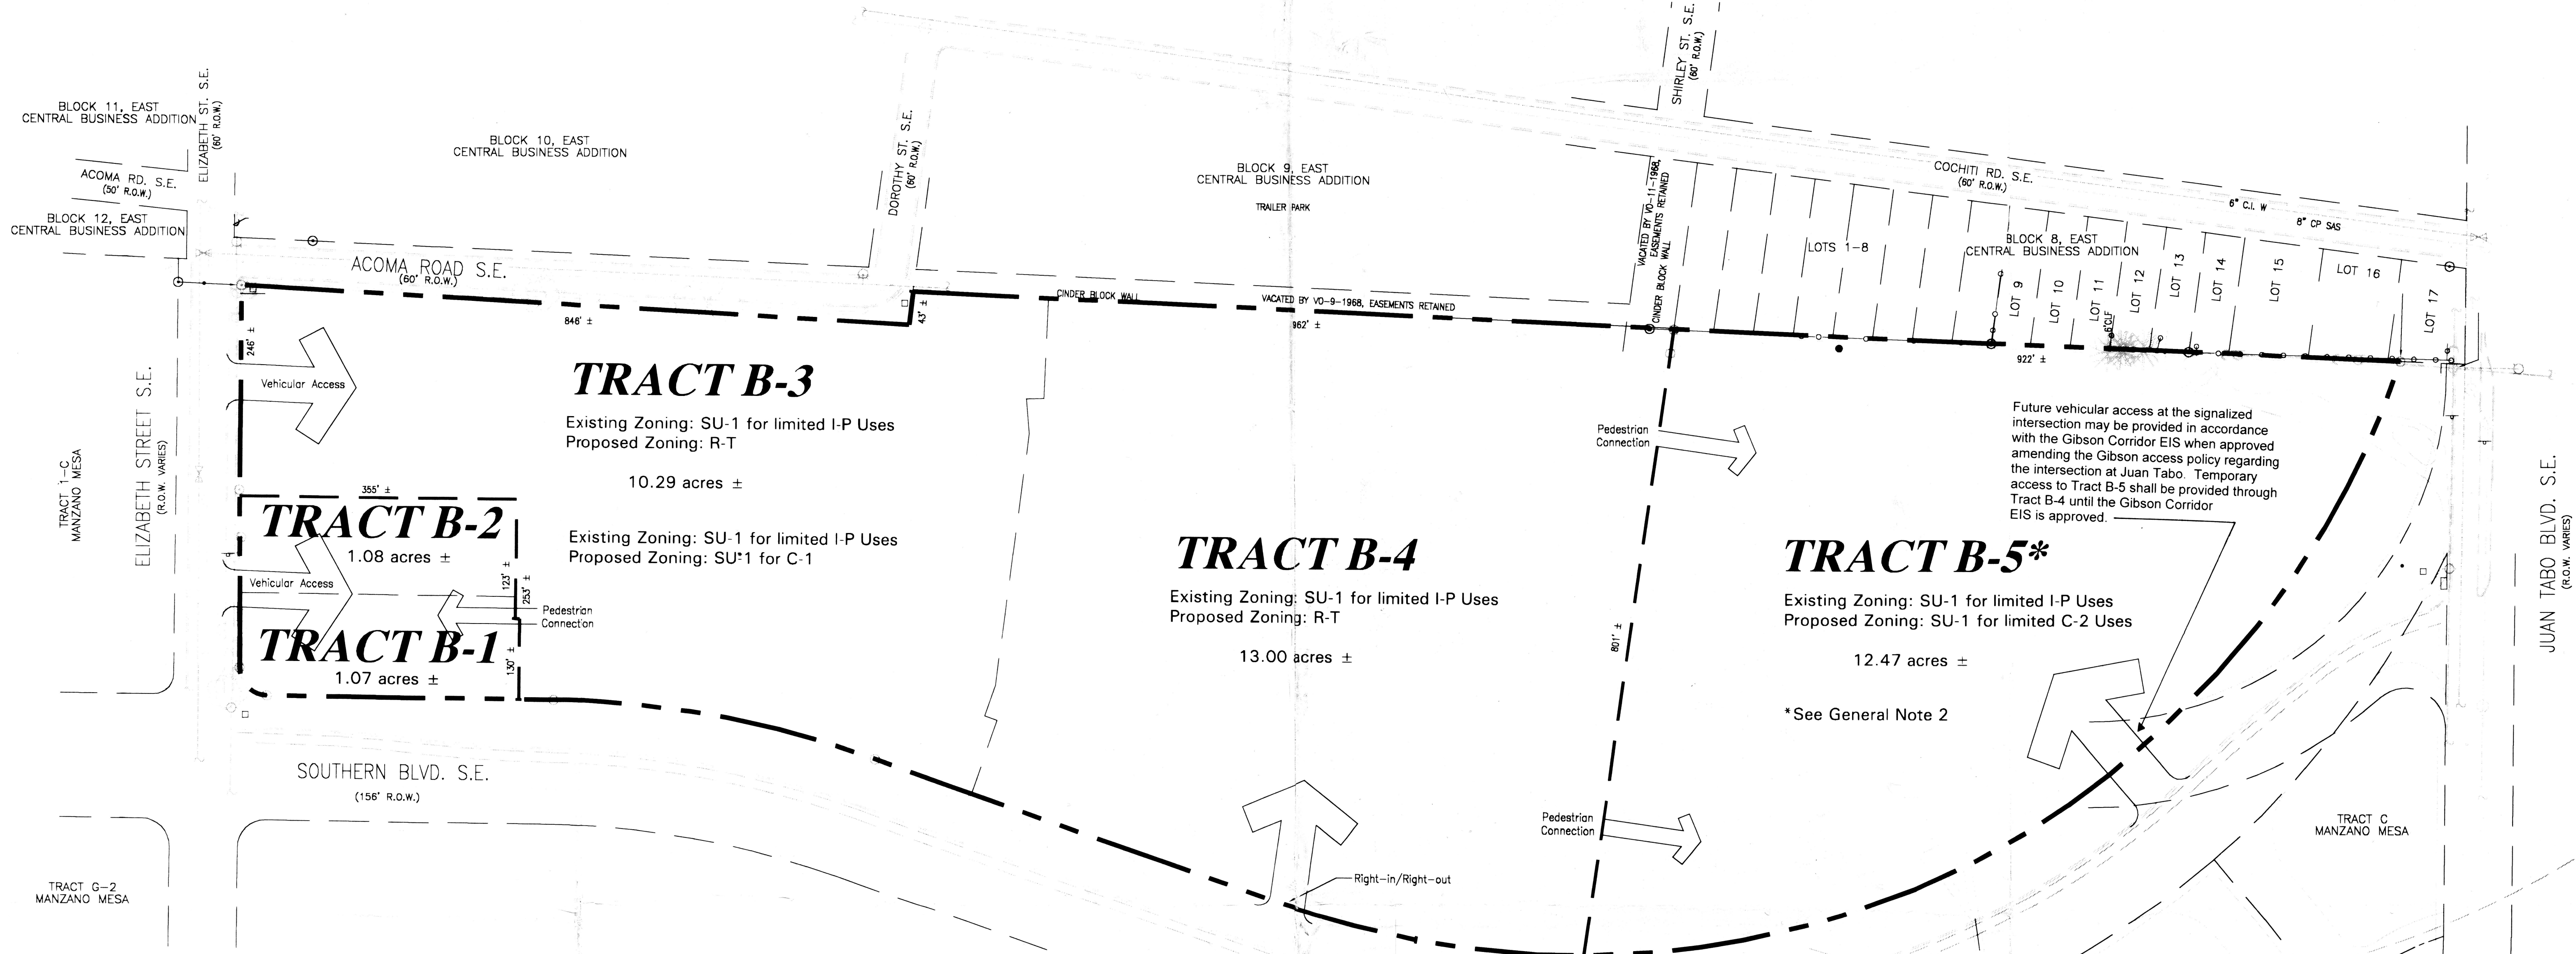 BLOCK 11, EAST
CENTRAL BUSINESS ADDITION
ELIZABETH ST. S.E.
(60' R.O.W.)
ACOMA RD. S.E.
(50' R.O.W.)
BLOCK 12, EAST
CENTRAL BUSINESS ADDITION
BLOCK 10, EAST
CENTRAL BUSINESS ADDITION
DOROTHY ST. S.E.
(60' R.O.W.)
BLOCK 9, EAST
CENTRAL BUSINESS ADDITION
TRAILER PARK
SHIRLEY ST. S.E.
(60' R.O.W.)
VACATED BY VO-11-1968,
EASEMENTS RETAINED
CINDER BLOCK WALL
COCHITI RD. S.E.
(60' R.O.W.)
6" C.I. W
8" CP SAS
LOTS 1-8
BLOCK 8, EAST
CENTRAL BUSINESS ADDITION
LOT 9
LOT 10
LOT 11
LOT 12
LOT 13
LOT 14
LOT 15
LOT 16
LOT 17
6'CLF
ACOMA ROAD S.E.
(60' R.O.W.)
846' ±
43' ±
CINDER BLOCK WALL
VACATED BY VO-9-1968, EASEMENTS RETAINED
962' ±
922' ±
246' ±
Vehicular Access
ELIZABETH STREET S.E.
(R.O.W. VARIES)
TRACT 1-C
MANZANO MESA
TRACT B-3
Existing Zoning: SU-1 for limited I-P Uses
Proposed Zoning: R-T
10.29 acres ±
355' ±
TRACT B-2
1.08 acres ±
Existing Zoning: SU-1 for limited I-P Uses
Proposed Zoning: SU-1 for C-1
Vehicular Access
123' ±
253' ±
Pedestrian
Connection
TRACT B-1
1.07 acres ±
130' ±
TRACT B-4
Existing Zoning: SU-1 for limited I-P Uses
Proposed Zoning: R-T
13.00 acres ±
Pedestrian
Connection
801' ±
Future vehicular access at the signalized
intersection may be provided in accordance
with the Gibson Corridor EIS when approved
amending the Gibson access policy regarding
the intersection at Juan Tabo. Temporary
access to Tract B-5 shall be provided through
Tract B-4 until the Gibson Corridor
EIS is approved.
TRACT B-5*
Existing Zoning: SU-1 for limited I-P Uses
Proposed Zoning: SU-1 for limited C-2 Uses
12.47 acres ±
*See General Note 2
JUAN TABO BLVD. S.E.
(R.O.W. VARIES)
SOUTHERN BLVD. S.E.
(156' R.O.W.)
Pedestrian
Connection
Right-in/Right-out
TRACT C
MANZANO MESA
TRACT G-2
MANZANO MESA